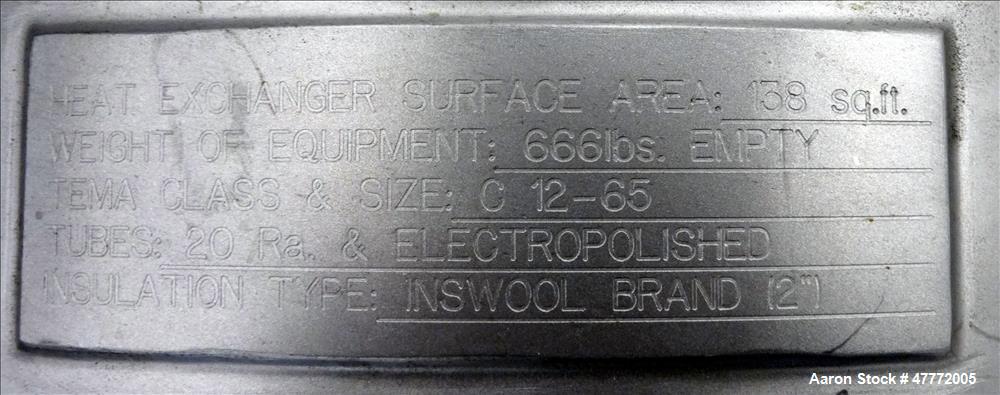 HEAT EXCHANGER SURFACE AREA: 138 sq.ft.
WEIGHT OF EQUIPMENT: 666lbs. EMPTY
TEMA CLASS & SIZE: C 12-65
TUBES: 20 Ra. & ELECTROPOLISHED
INSULATION TYPE: INSWOOL BRAND (2")
Aaron Stock # 47772005